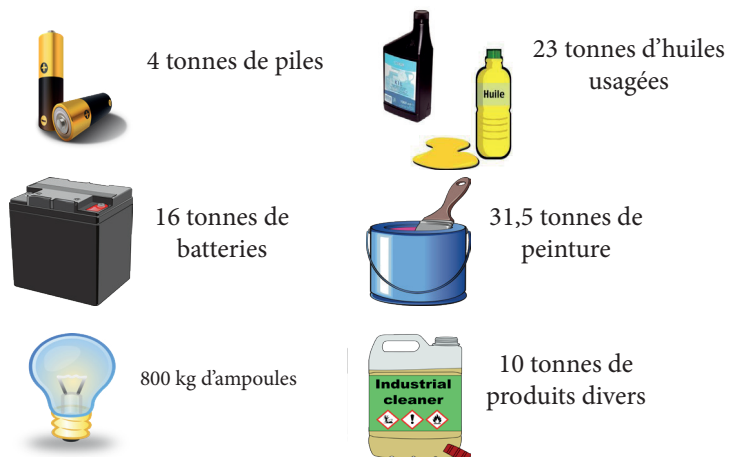 4 tonnes de piles
23 tonnes d’huiles
usagées
Huile
16 tonnes de
batteries
31,5 tonnes de
peinture
800 kg d’ampoules
10 tonnes de
produits divers
Industrial
cleaner